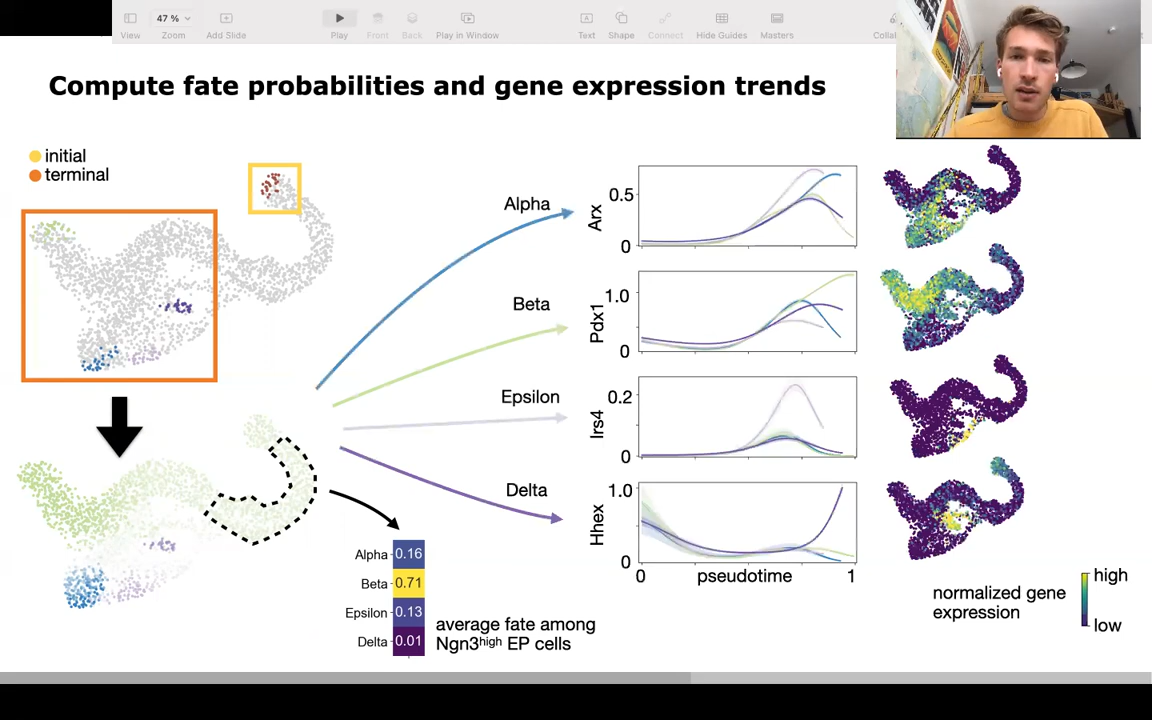 47 %
View
Zoom
Add Slide
Play
Front
Back
Play in Window
Text
Shape
Connect
Hide Guides
Masters
Compute fate probabilities and gene expression trends
initial
terminal
Alpha
Beta
Epsilon
Delta
Arx
0.5
0
Pdx1
1.0
0
Irs4
0.2
0
Hhex
1.0
0
0
pseudotime
1
Alpha 0.16
Beta 0.71
Epsilon 0.13
Delta 0.01
average fate among
Ngn3high EP cells
normalized gene
expression
high
low